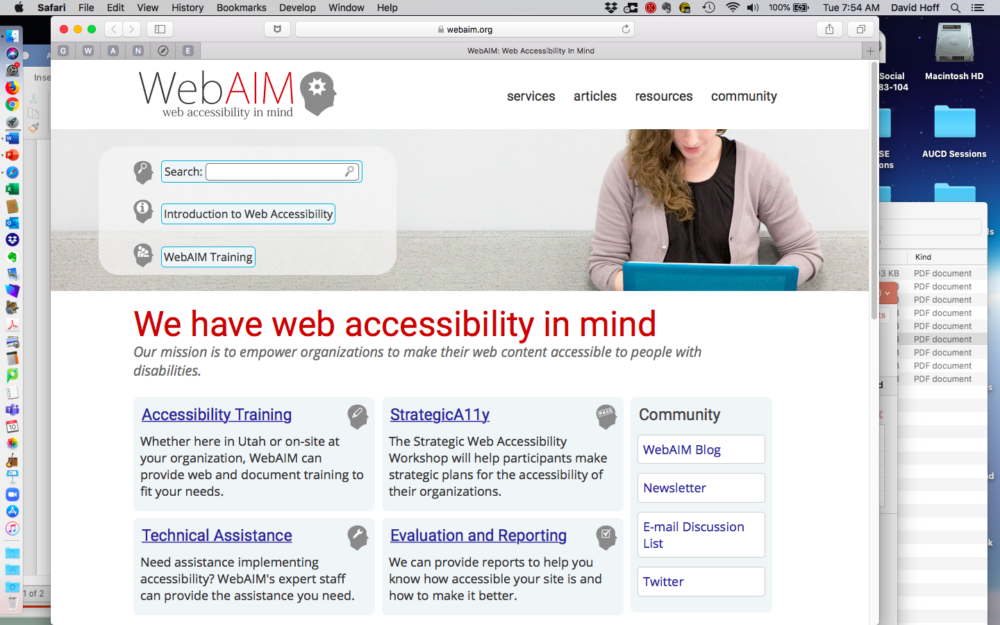 Safari File Edit View History Bookmarks Develop Window Help 100% Tue 7:54 AM David Hoff
webaim.org
G W A N E WebAIM: Web Accessibility In Mind
WebAIM
web accessibility in mind
services articles resources community
Search:
Introduction to Web Accessibility
WebAIM Training
We have web accessibility in mind
Our mission is to empower organizations to make their web content accessible to people with
disabilities.
Accessibility Training
Whether here in Utah or on-site at
your organization, WebAIM can
provide web and document training to
fit your needs.
StrategicA11y
PASS
The Strategic Web Accessibility
Workshop will help participants make
strategic plans for the accessibility of
their organizations.
Technical Assistance
Need assistance implementing
accessibility? WebAIM's expert staff
can provide the assistance you need.
Evaluation and Reporting
We can provide reports to help you
know how accessible your site is and
how to make it better.
Community
WebAIM Blog
Newsletter
E-mail Discussion
List
Twitter
Inse
1 of 2
Social
83-104
Macintosh HD
SE
ons
AUCD Sessions
Kind
93 KB PDF document
PDF document
PDF document
PDF document
PDF document
PDF document
PDF document
PDF document
PDF document